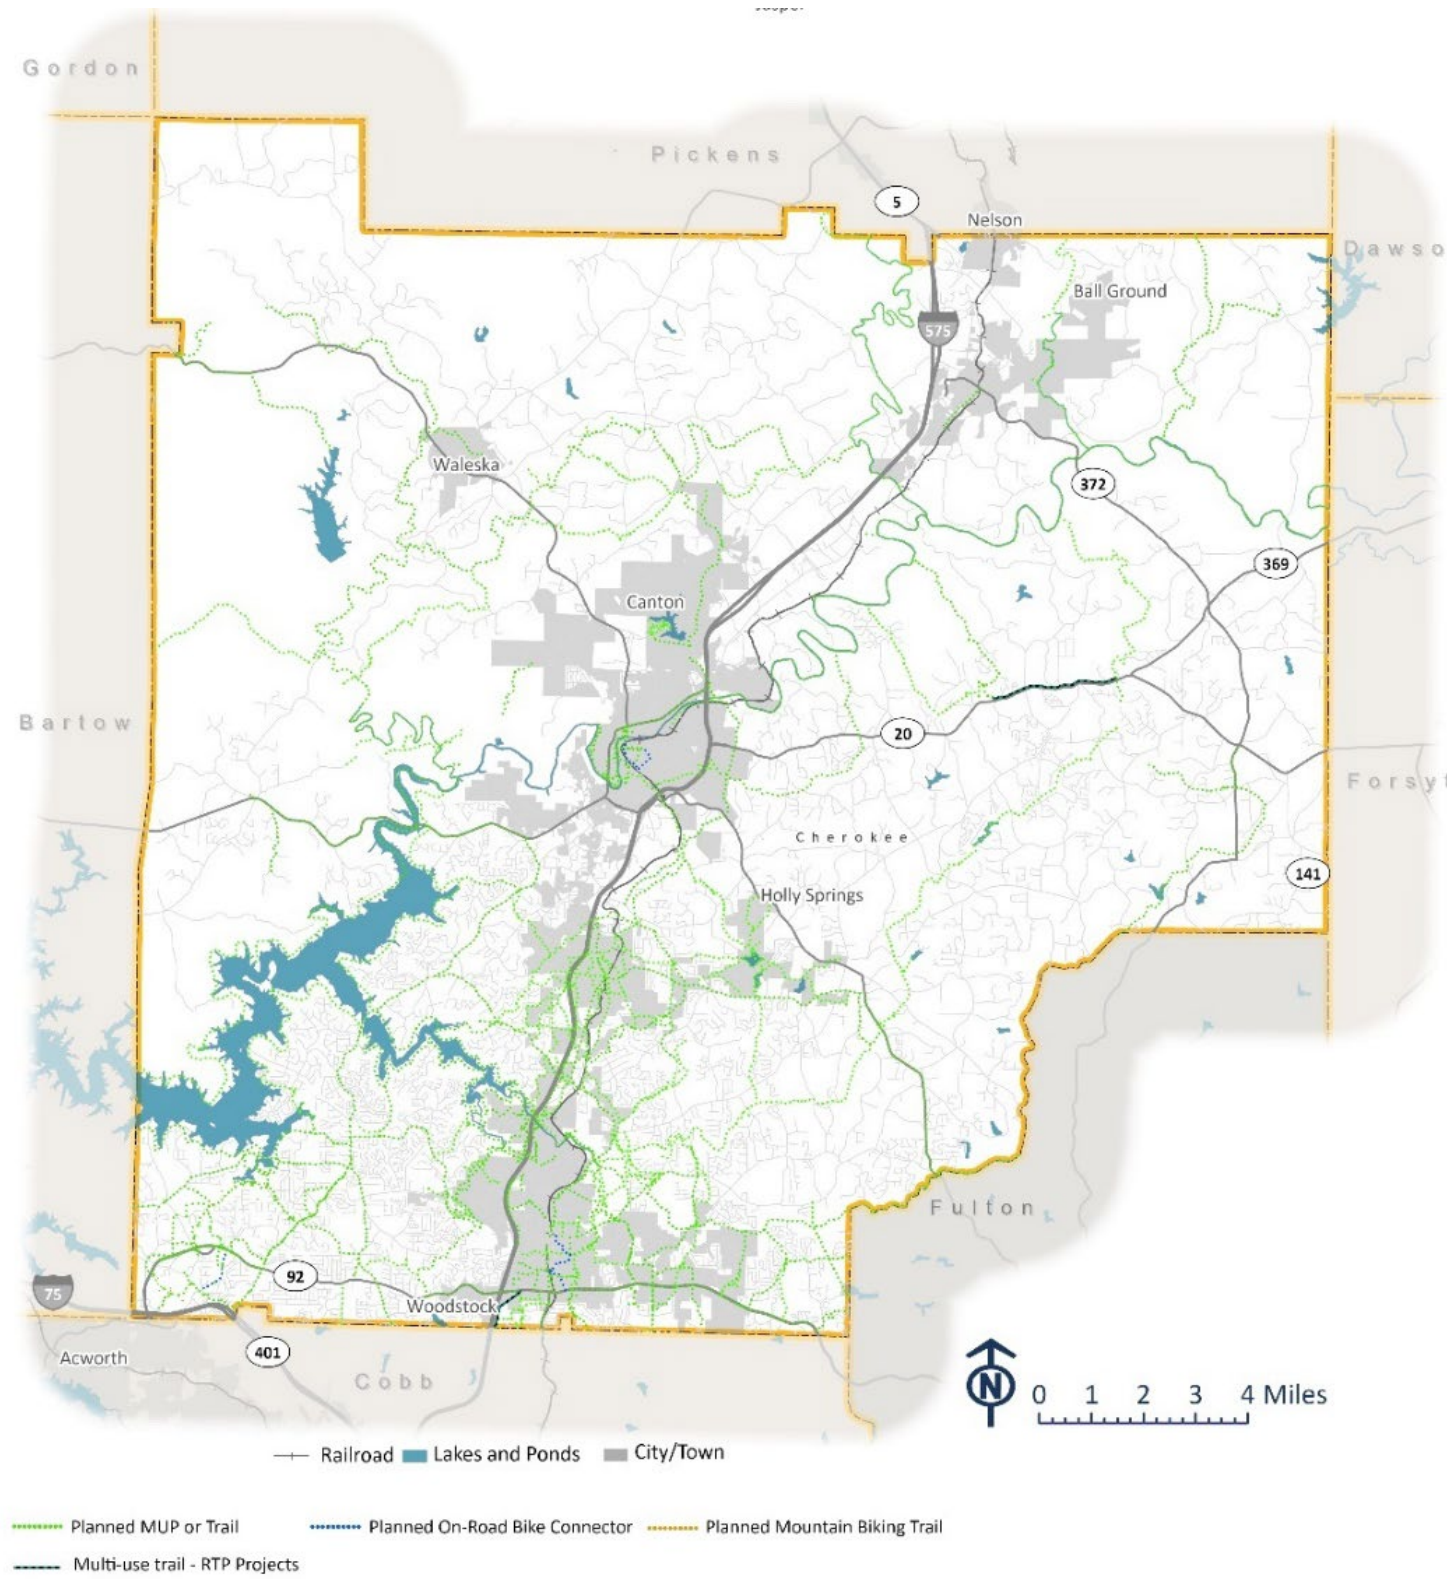 Gordon
Pickens
5
Nelson
Dawso
Ball Ground
575
Waleska
372
369
Canton
Bartow
20
Forsyt
Cherokee
141
Holly Springs
Fulton
92
75
Woodstock
401
Acworth
Cobb
N
0 1 2 3 4 Miles
Railroad Lakes and Ponds City/Town
Planned MUP or Trail Planned On-Road Bike Connector Planned Mountain Biking Trail
Multi-use trail - RTP Projects